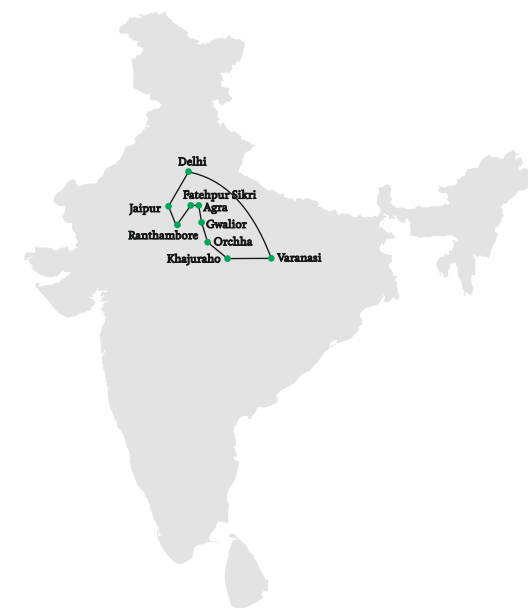 Delhi
Fatehpur Sikri
Jaipur
Agra
Gwalior
Ranthambore
Orchha
Khajuraho
Varanasi